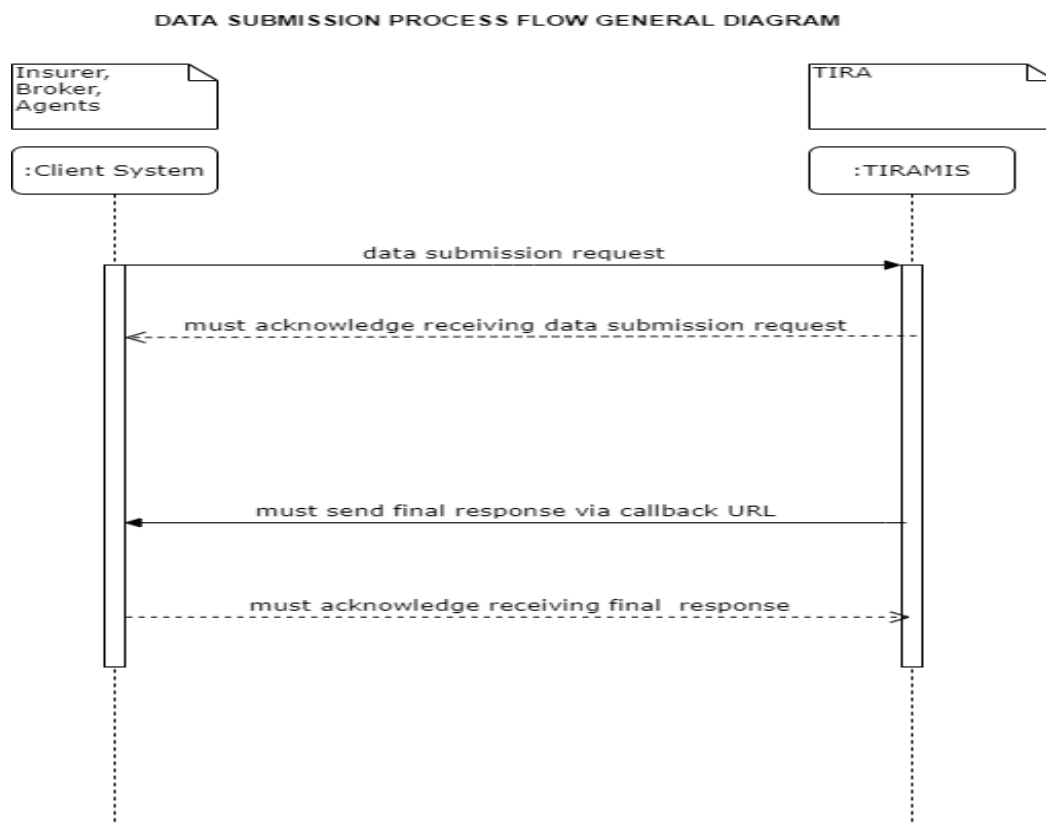 DATA SUBMISSION PROCESS FLOW GENERAL DIAGRAM
Insurer,
Broker,
Agents
TIRA
:Client System
:TIRAMIS
data submission request
must acknowledge receiving data submission request
must send final response via callback URL
must acknowledge receiving final response